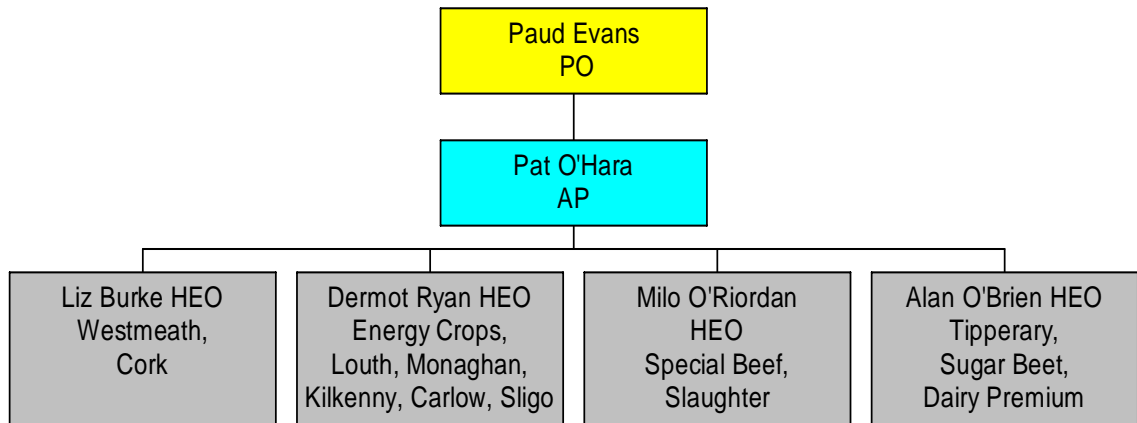 Paud Evans
PO
Pat O'Hara
AP
Liz Burke HEO
Westmeath,
Cork
Dermot Ryan HEO
Energy Crops,
Louth, Monaghan,
Kilkenny, Carlow, Sligo
Milo O'Riordan
HEO
Special Beef,
Slaughter
Alan O'Brien HEO
Tipperary,
Sugar Beet,
Dairy Premium